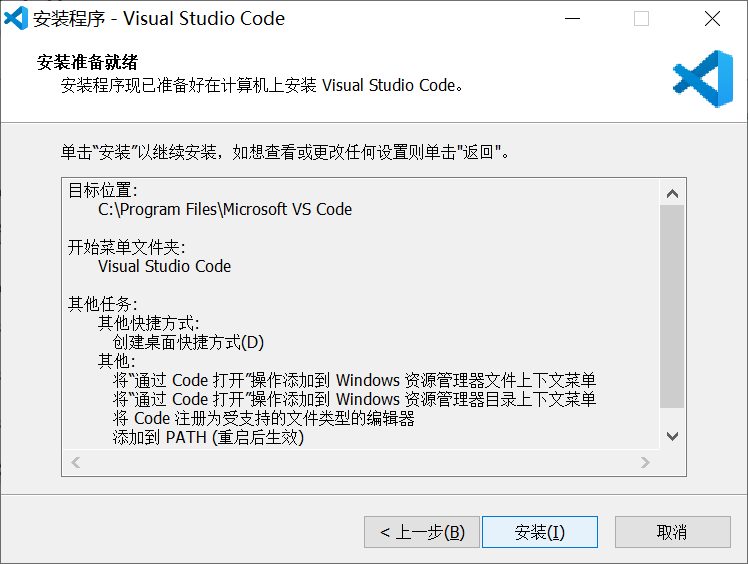 安装程序 - Visual Studio Code
安装准备就绪
安装程序现已准备好在计算机上安装 Visual Studio Code。
单击“安装”以继续安装，如想查看或更改任何设置则单击"返回"。
目标位置:
C:\Program Files\Microsoft VS Code
开始菜单文件夹:
Visual Studio Code
其他任务:
其他快捷方式:
创建桌面快捷方式(D)
其他:
将“通过 Code 打开”操作添加到 Windows 资源管理器文件上下文菜单
将“通过 Code 打开”操作添加到 Windows 资源管理器目录上下文菜单
将 Code 注册为受支持的文件类型的编辑器
添加到 PATH (重启后生效)
< 上一步(B)
安装(I)
取消